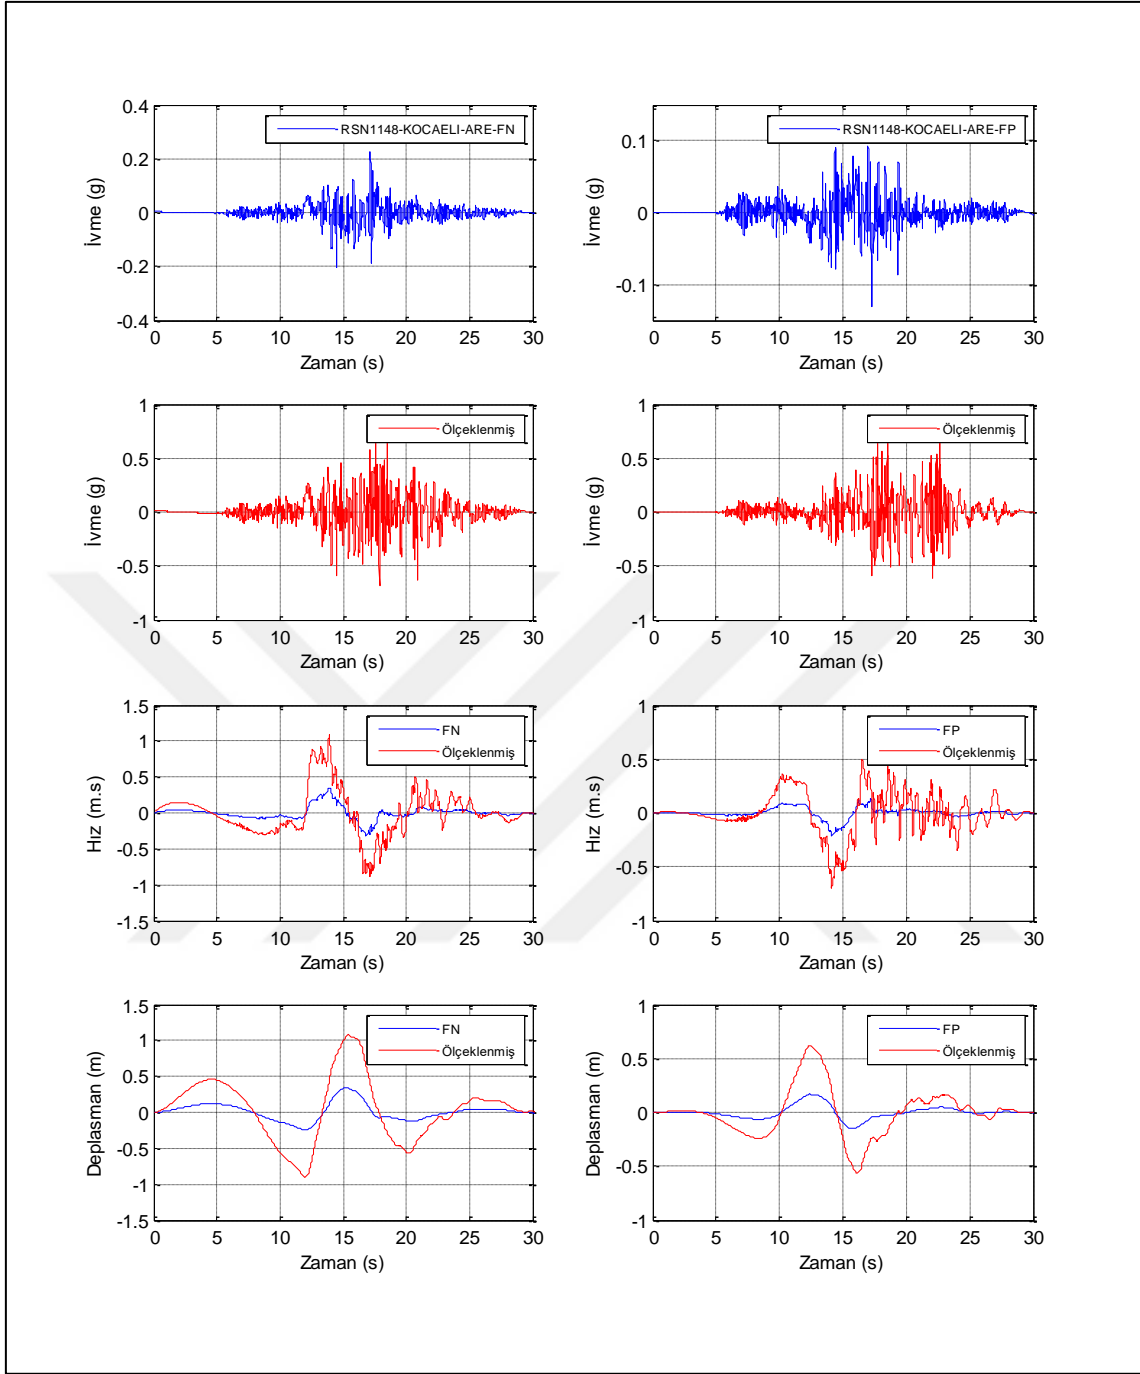 0.4
0.2
0
-0.2
-0.4
İvme (g)
RSN1148-KOCAELI-ARE-FN
0 5 10 15 20 25 30
Zaman (s)
0.1
0
-0.1
İvme (g)
RSN1148-KOCAELI-ARE-FP
0 5 10 15 20 25 30
Zaman (s)
1
0.5
0
-0.5
-1
İvme (g)
Ölçeklenmiş
0 5 10 15 20 25 30
Zaman (s)
1
0.5
0
-0.5
-1
İvme (g)
Ölçeklenmiş
0 5 10 15 20 25 30
Zaman (s)
1.5
1
0.5
0
-0.5
-1
-1.5
Hız (m.s)
FN
Ölçeklenmiş
0 5 10 15 20 25 30
Zaman (s)
1
0.5
0
-0.5
-1
Hız (m.s)
FP
Ölçeklenmiş
0 5 10 15 20 25 30
Zaman (s)
1.5
1
0.5
0
-0.5
-1
-1.5
Deplasman (m)
FN
Ölçeklenmiş
0 5 10 15 20 25 30
Zaman (s)
1
0.5
0
-0.5
-1
Deplasman (m)
FP
Ölçeklenmiş
0 5 10 15 20 25 30
Zaman (s)